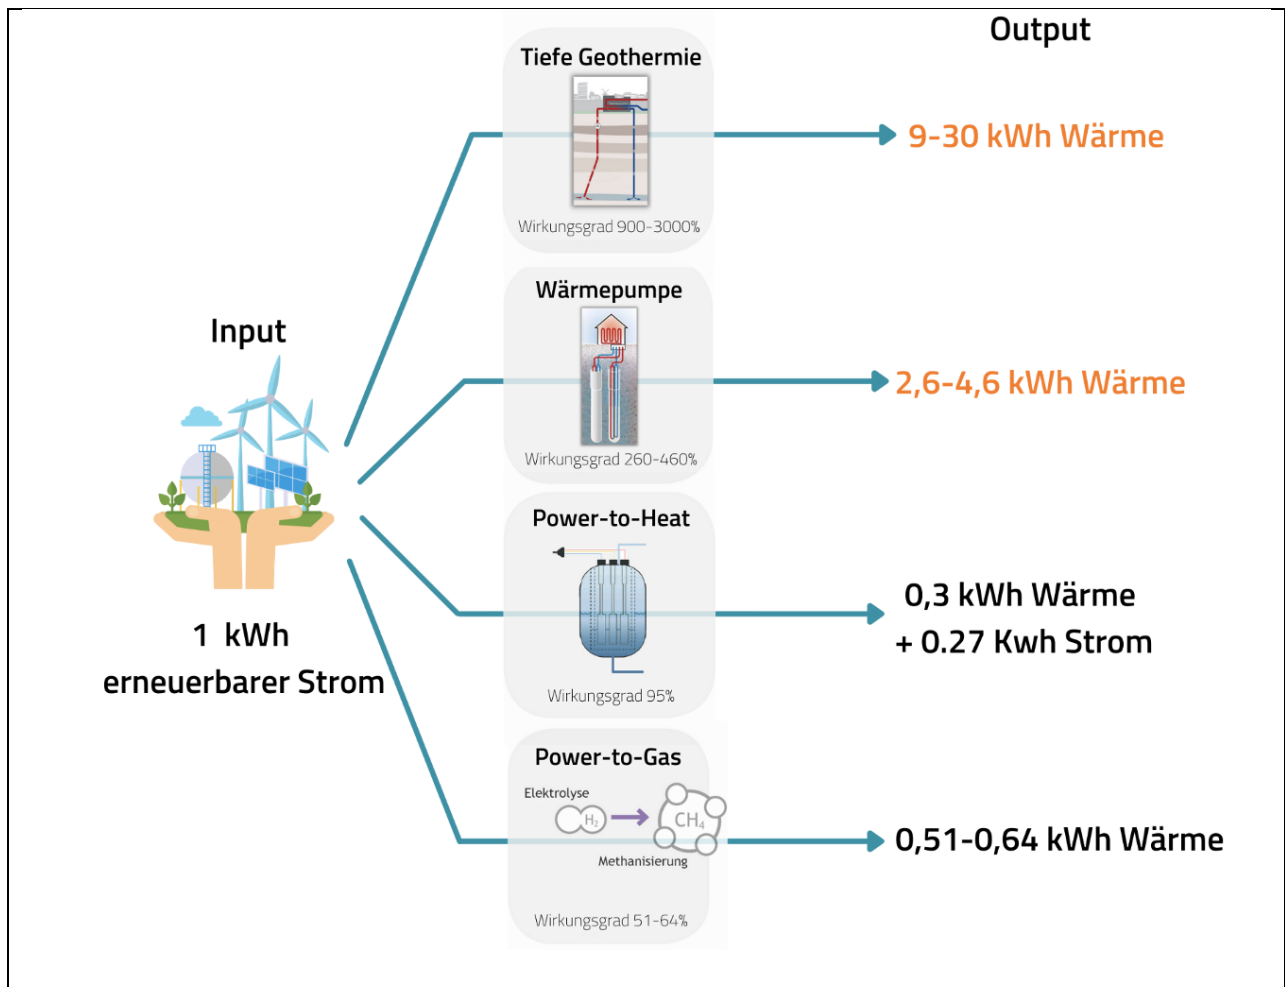 Output
Tiefe Geothermie
9-30 kWh Wärme
Wirkungsgrad 900-3000%
Wärmepumpe
Input
2,6-4,6 kWh Wärme
Wirkungsgrad 260-460%
Power-to-Heat
0,3 kWh Wärme
+ 0.27 Kwh Strom
1 kWh
erneuerbarer Strom
Wirkungsgrad 95%
Power-to-Gas
Elektrolyse
H2
CH4
0,51-0,64 kWh Wärme
Methanisierung
Wirkungsgrad 51-64%